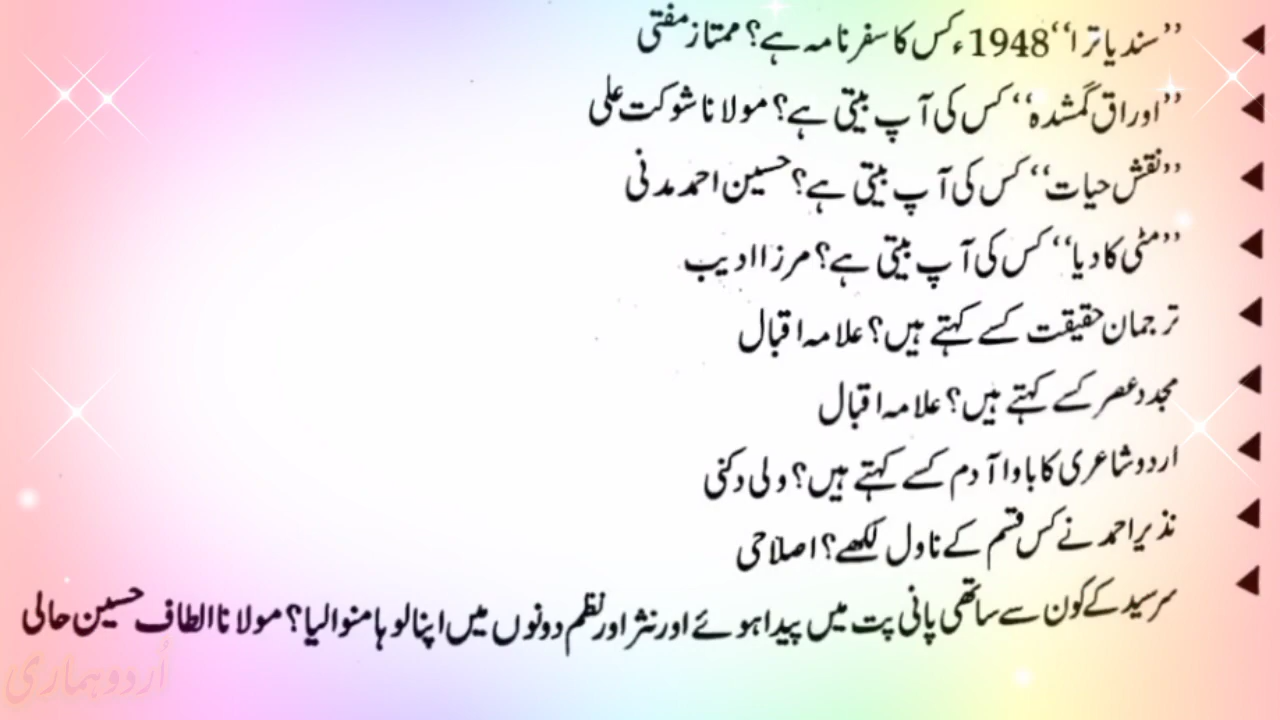 ◀ ’’سندیاترا‘‘ 1948ء کس کا سفرنامہ ہے؟ ممتاز مفتی
◀ ’’اوراق گمشدہ‘‘ کس کی آپ بیتی ہے؟ مولانا شوکت علی
◀ ’’نقش حیات‘‘ کس کی آپ بیتی ہے؟ حسین احمد مدنی
◀ ’’مٹی کا دیا‘‘ کس کی آپ بیتی ہے؟ مرزا ادیب
◀ ترجمان حقیقت کسے کہتے ہیں؟ علامہ اقبال
◀ مجدد عصر کسے کہتے ہیں؟ علامہ اقبال
◀ اردو شاعری کا باوا آدم کسے کہتے ہیں؟ ولی دکنی
◀ نذیر احمد نے کس قسم کے ناول لکھے؟ اصلاحی
◀ سرسید کے کون سے ساتھی پانی پت میں پیدا ہوئے اور نثر اور نظم دونوں میں اپنا لوہا منوا لیا؟ مولانا الطاف حسین حالی
اُردو ہماری